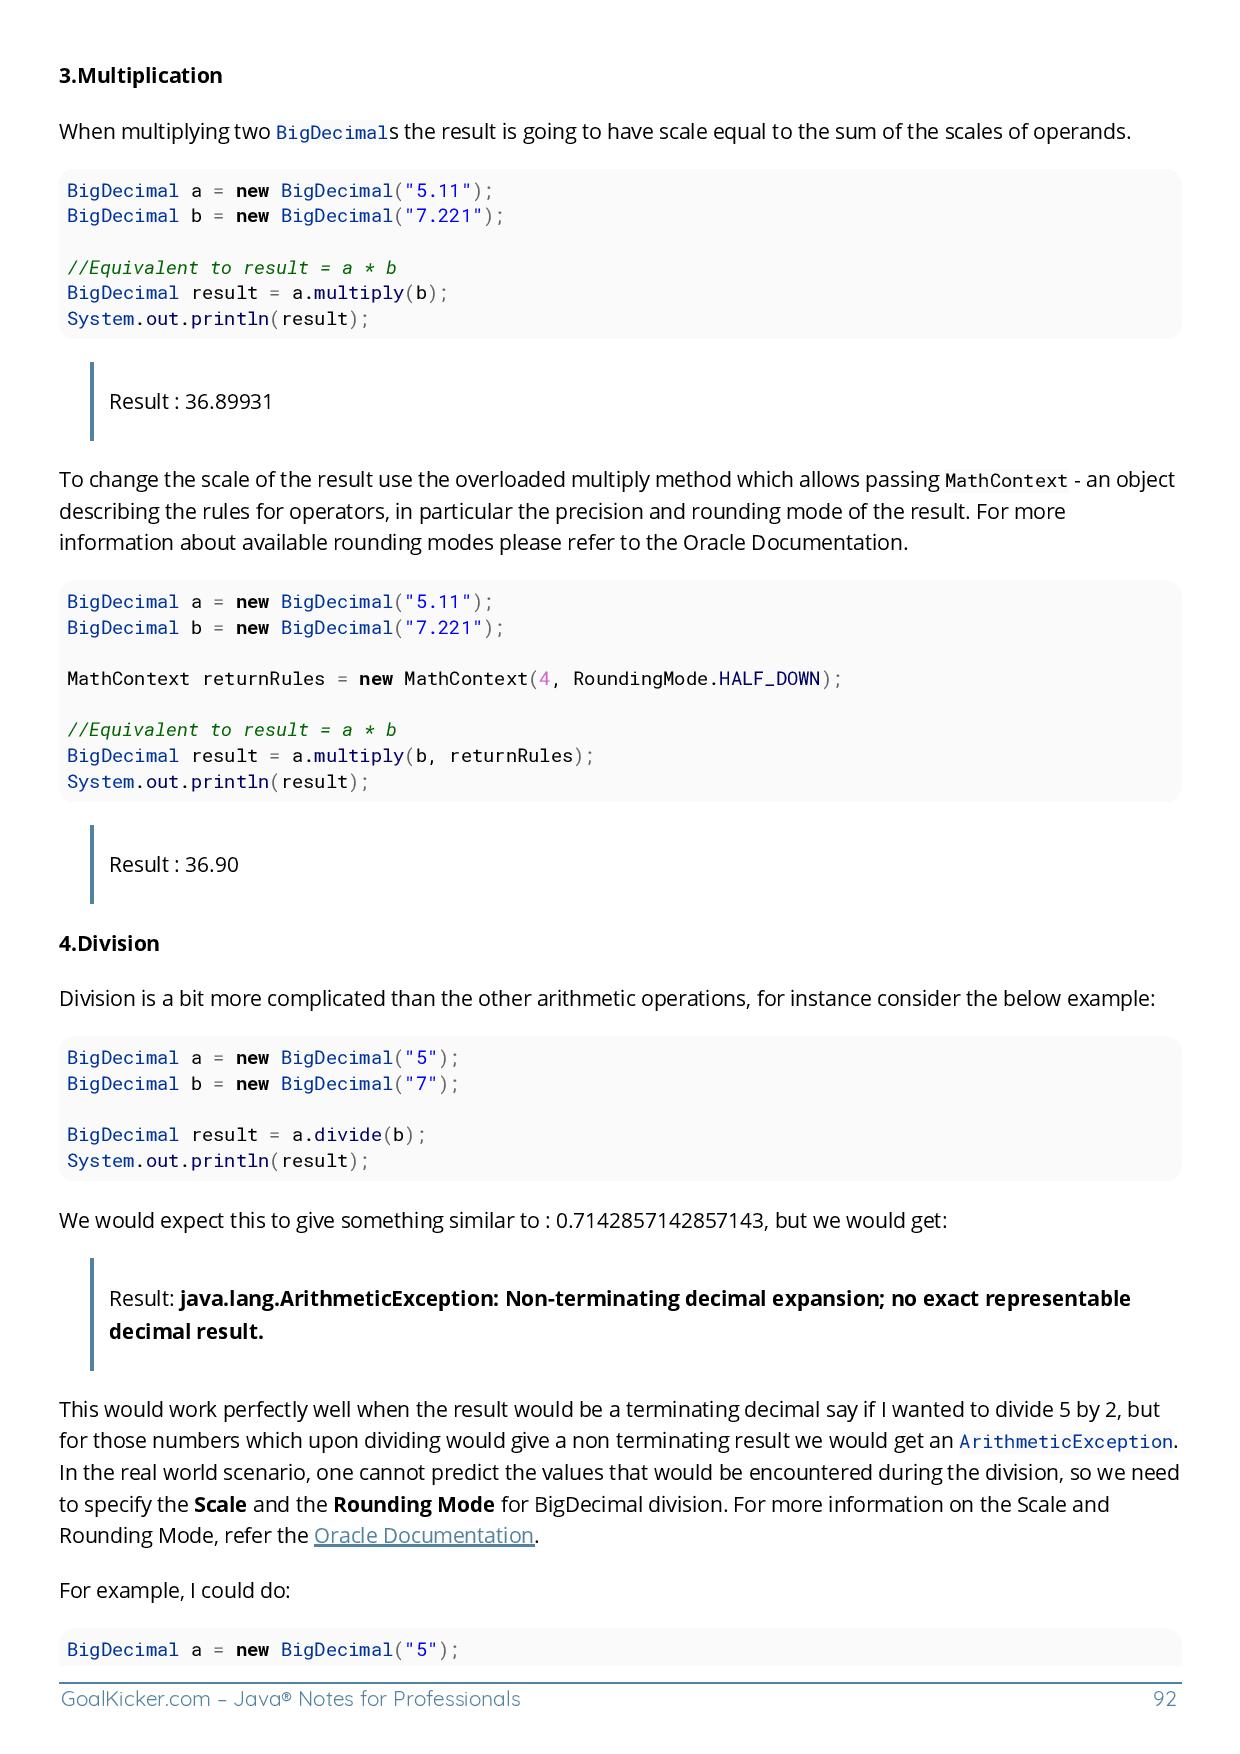 3.Multiplication
When multiplying two BigDecimals the result is going to have scale equal to the sum of the scales of operands.
BigDecimal a = new BigDecimal("5.11");
BigDecimal b = new BigDecimal("7.221");
//Equivalent to result = a * b
BigDecimal result = a.multiply(b);
System.out.println(result);
Result : 36.89931
To change the scale of the result use the overloaded multiply method which allows passing MathContext - an object
describing the rules for operators, in particular the precision and rounding mode of the result. For more
information about available rounding modes please refer to the Oracle Documentation.
BigDecimal a = new BigDecimal("5.11");
BigDecimal b = new BigDecimal("7.221");
MathContext returnRules = new MathContext(4, RoundingMode.HALF_DOWN);
//Equivalent to result = a * b
BigDecimal result = a.multiply(b, returnRules);
System.out.println(result);
Result : 36.90
4.Division
Division is a bit more complicated than the other arithmetic operations, for instance consider the below example:
BigDecimal a = new BigDecimal("5");
BigDecimal b = new BigDecimal("7");
BigDecimal result = a.divide(b);
System.out.println(result);
We would expect this to give something similar to : 0.7142857142857143, but we would get:
Result: java.lang.ArithmeticException: Non-terminating decimal expansion; no exact representable
decimal result.
This would work perfectly well when the result would be a terminating decimal say if I wanted to divide 5 by 2, but
for those numbers which upon dividing would give a non terminating result we would get an ArithmeticException.
In the real world scenario, one cannot predict the values that would be encountered during the division, so we need
to specify the Scale and the Rounding Mode for BigDecimal division. For more information on the Scale and
Rounding Mode, refer the Oracle Documentation.
For example, I could do:
BigDecimal a = new BigDecimal("5");
GoalKicker.com – Java® Notes for Professionals 92